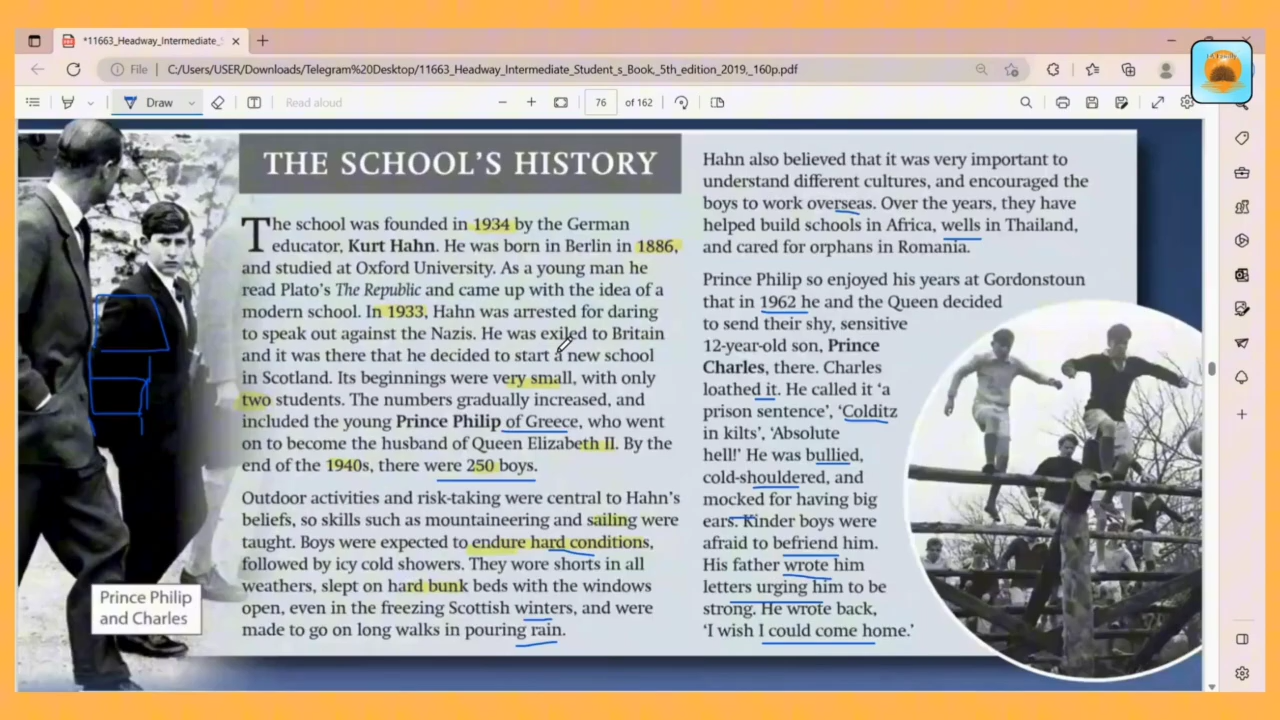 *11663_Headway_Intermediate_S
File
C:/Users/USER/Downloads/Telegram%20Desktop/11663_Headway_Intermediate_Student_s_Book,_5th_edition_2019,_160p.pdf
Draw
Read aloud
76
of 162
THE SCHOOL'S HISTORY
The school was founded in 1934 by the German
educator, Kurt Hahn. He was born in Berlin in 1886,
and studied at Oxford University. As a young man he
read Plato's The Republic and came up with the idea of a
modern school. In 1933, Hahn was arrested for daring
to speak out against the Nazis. He was exiled to Britain
and it was there that he decided to start a new school
in Scotland. Its beginnings were very small, with only
two students. The numbers gradually increased, and
included the young Prince Philip of Greece, who went
on to become the husband of Queen Elizabeth II. By the
end of the 1940s, there were 250 boys.
Outdoor activities and risk-taking were central to Hahn's
beliefs, so skills such as mountaineering and sailing were
taught. Boys were expected to endure hard conditions,
followed by icy cold showers. They wore shorts in all
weathers, slept on hard bunk beds with the windows
open, even in the freezing Scottish winters, and were
made to go on long walks in pouring rain.
Hahn also believed that it was very important to
understand different cultures, and encouraged the
boys to work overseas. Over the years, they have
helped build schools in Africa, wells in Thailand,
and cared for orphans in Romania.
Prince Philip so enjoyed his years at Gordonstoun
that in 1962 he and the Queen decided
to send their shy, sensitive
12-year-old son, Prince
Charles, there. Charles
loathed it. He called it 'a
prison sentence', 'Colditz
in kilts', 'Absolute
hell!' He was bullied,
cold-shouldered, and
mocked for having big
ears. Kinder boys were
afraid to befriend him.
His father wrote him
letters urging him to be
strong. He wrote back,
'I wish I could come home.'
Prince Philip
and Charles